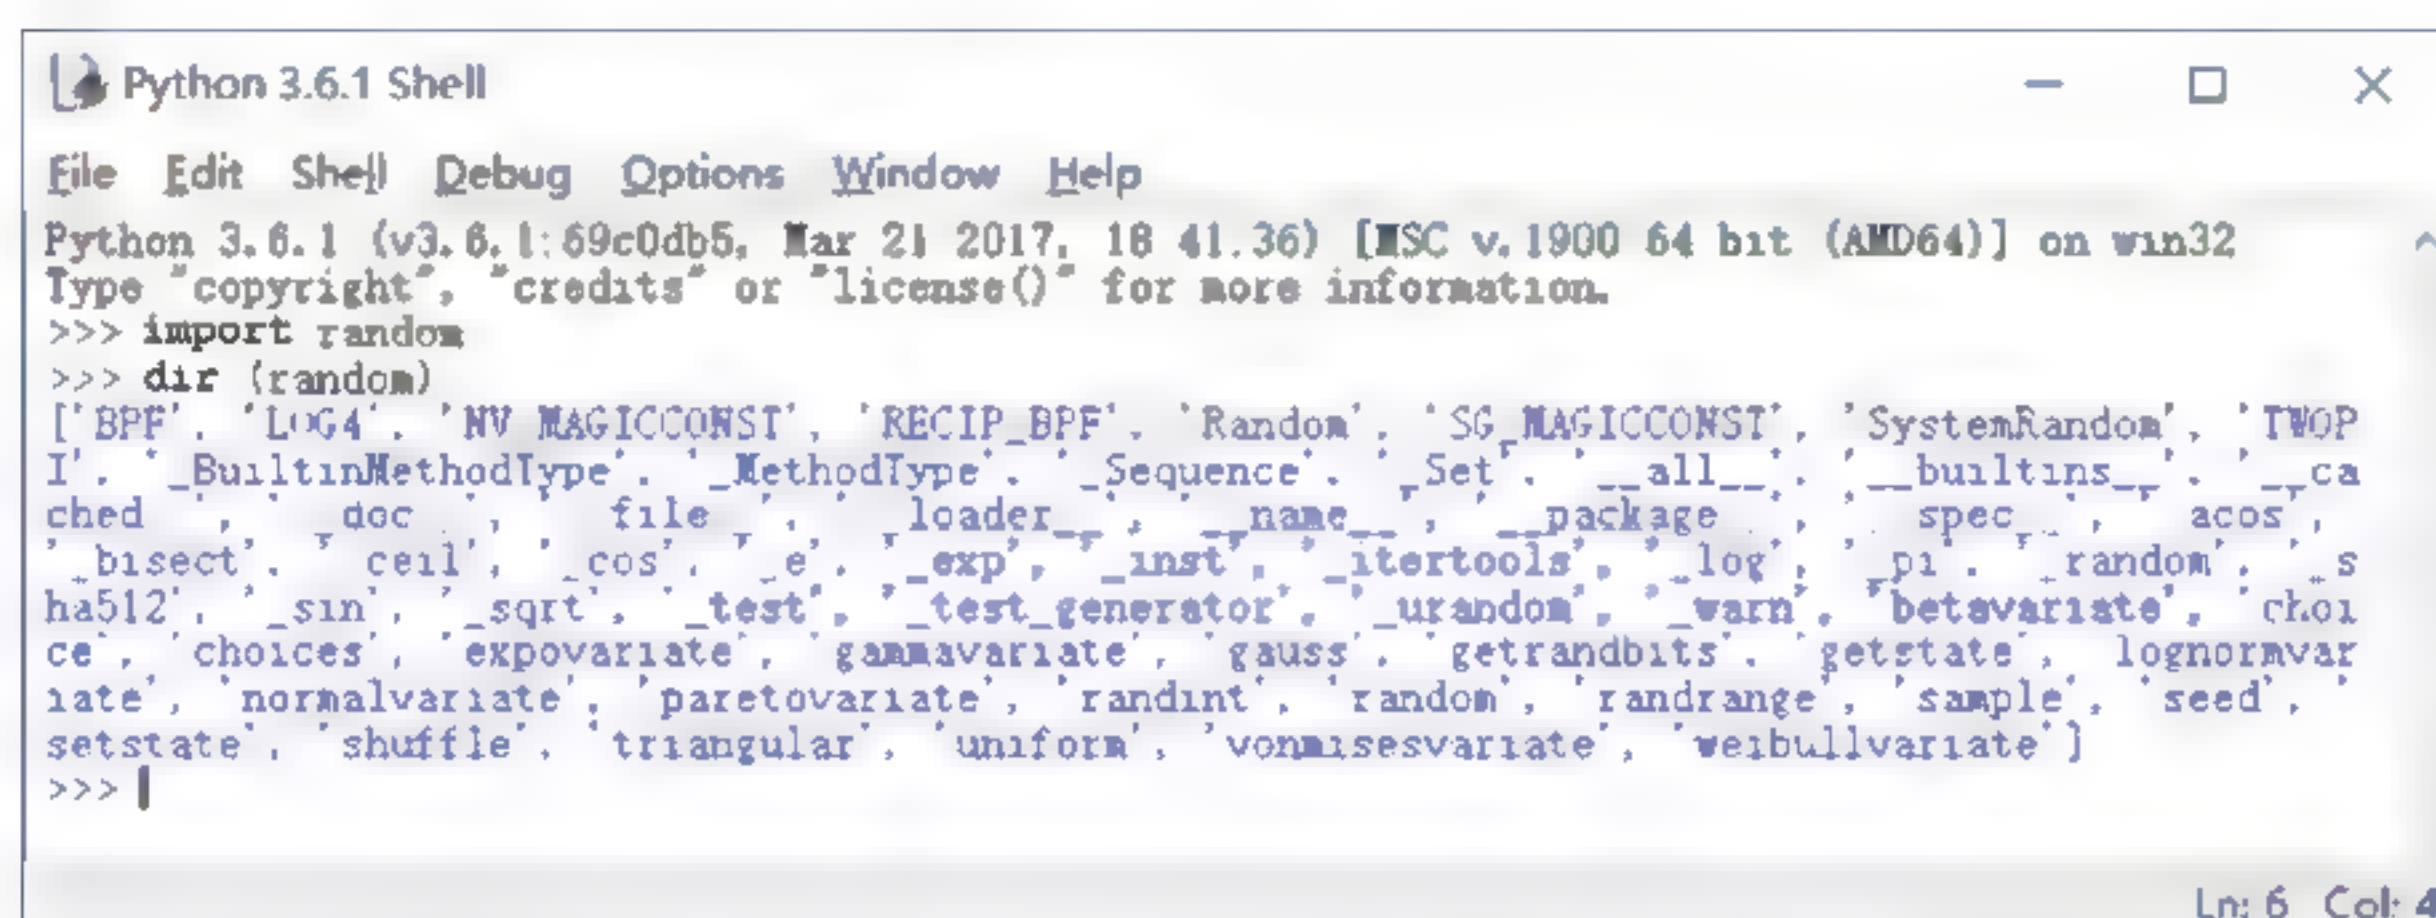 Python 3.6.1 Shell
File Edit Shell Debug Options Window Help
Python 3.6.1 (v3.6.1:69c0db5, Mar 21 2017, 18:41:36) [MSC v.1900 64 bit (AMD64)] on win32
Type "copyright", "credits" or "license()" for more information.
>>> import random
>>> dir (random)
['BPF', 'LOG4', 'NV_MAGICCONST', 'RECIP_BPF', 'Random', 'SG_MAGICCONST', 'SystemRandom', 'TWOP
I', '_BuiltinMethodType', '_MethodType', '_Sequence', '_Set', '__all__', '__builtins__', '__ca
ched__', '__doc__', '__file__', '__loader__', '__name__', '__package__', '__spec__', '_acos',
'_bisect', '_ceil', '_cos', '_e', '_exp', '_inst', '_itertools', '_log', '_pi', '_random', '_s
ha512', '_sin', '_sqrt', '_test', '_test_generator', '_urandom', '_warn', 'betavariate', 'choi
ce', 'choices', 'expovariate', 'gammavariate', 'gauss', 'getrandbits', 'getstate', 'lognormvar
iate', 'normalvariate', 'paretovariate', 'randint', 'random', 'randrange', 'sample', 'seed', '
setstate', 'shuffle', 'triangular', 'uniform', 'vonmisesvariate', 'weibullvariate']
>>>
Ln: 6 Col: 4